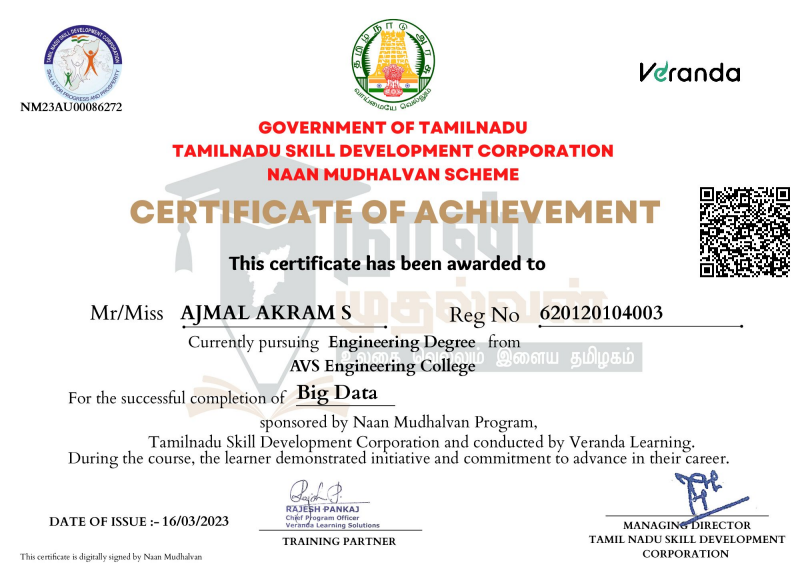 TAMIL NADU SKILL DEVELOPMENT CORPORATION
SKILLS FOR PROGRESS AND PROSPERITY
NM23AU00086272
தமிழ்நாடு அரசு
வாய்மையே வெல்லும்
Veranda
GOVERNMENT OF TAMILNADU
TAMILNADU SKILL DEVELOPMENT CORPORATION
NAAN MUDHALVAN SCHEME
CERTIFICATE OF ACHIEVEMENT
நான்
This certificate has been awarded to
முதல்வன்
Mr/Miss AJMAL AKRAM S Reg No 620120104003
Currently pursuing Engineering Degree from
உலகை வெல்லும் இளைய தமிழகம்
AVS Engineering College
For the successful completion of Big Data
sponsored by Naan Mudhalvan Program,
Tamilnadu Skill Development Corporation and conducted by Veranda Learning.
During the course, the learner demonstrated initiative and commitment to advance in their career.
RAJESH PANKAJ
Chief Program Officer
Veranda Learning Solutions
DATE OF ISSUE :- 16/03/2023
TRAINING PARTNER
MANAGING DIRECTOR
TAMIL NADU SKILL DEVELOPMENT
CORPORATION
This certificate is digitally signed by Naan Mudhalvan